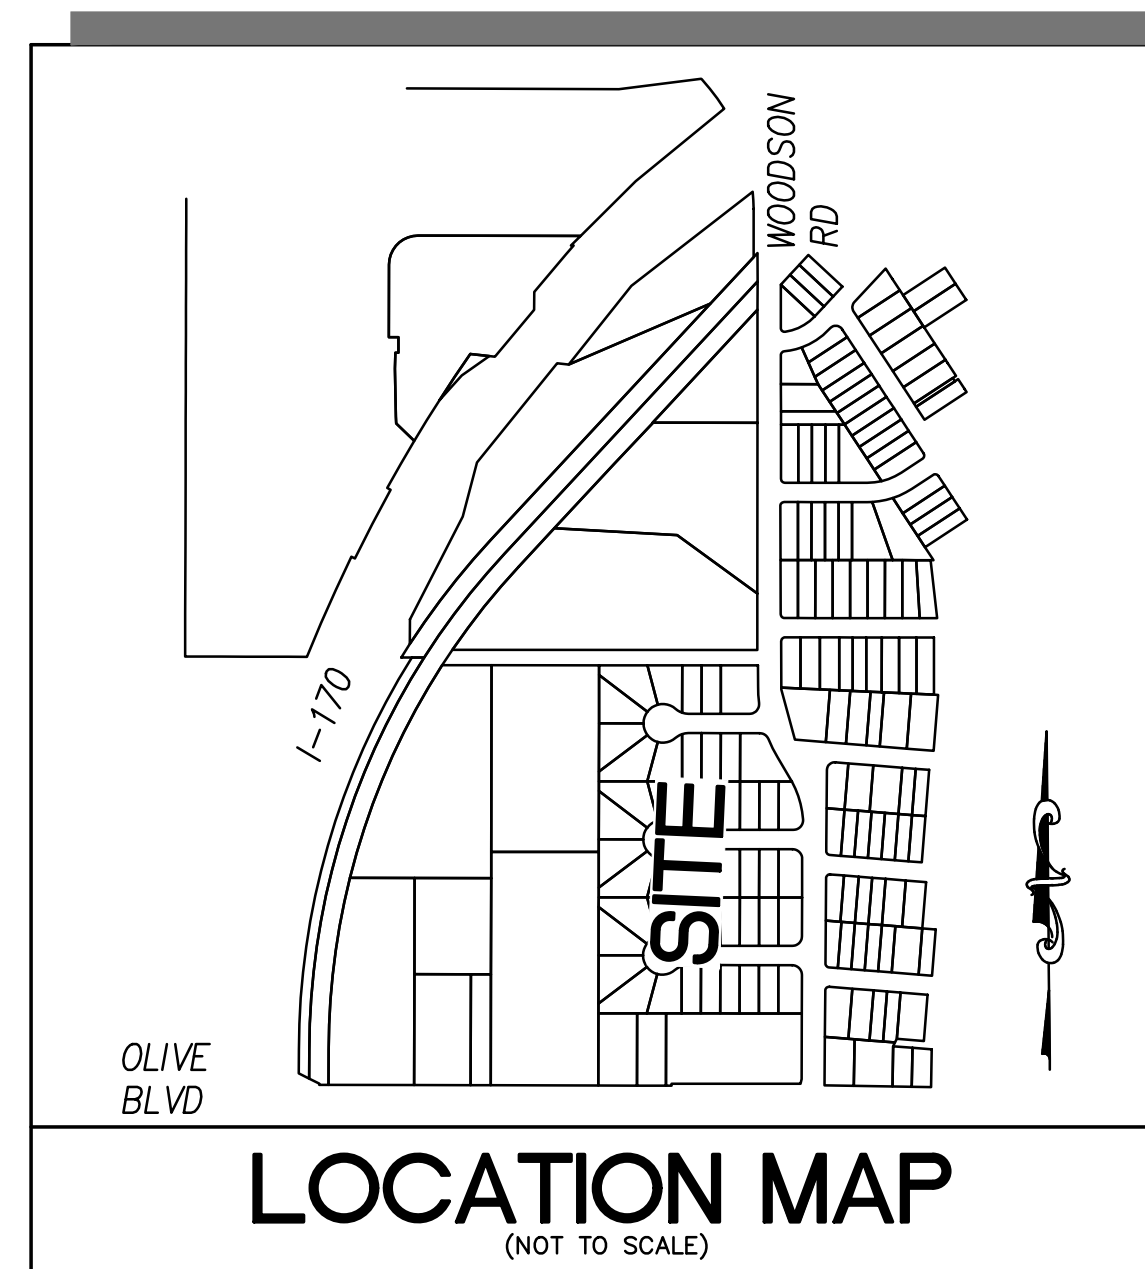 WOODSON
RD
I-170
SITE
OLIVE
BLVD
LOCATION MAP
(NOT TO SCALE)